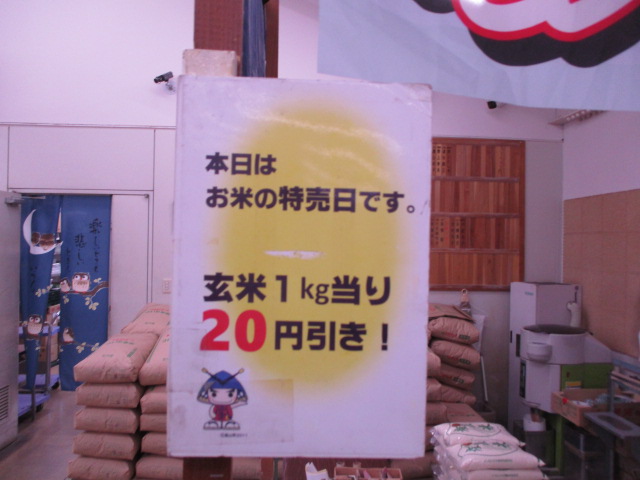 本日は
お米の特売日です。
玄米1kg当り
20円引き!